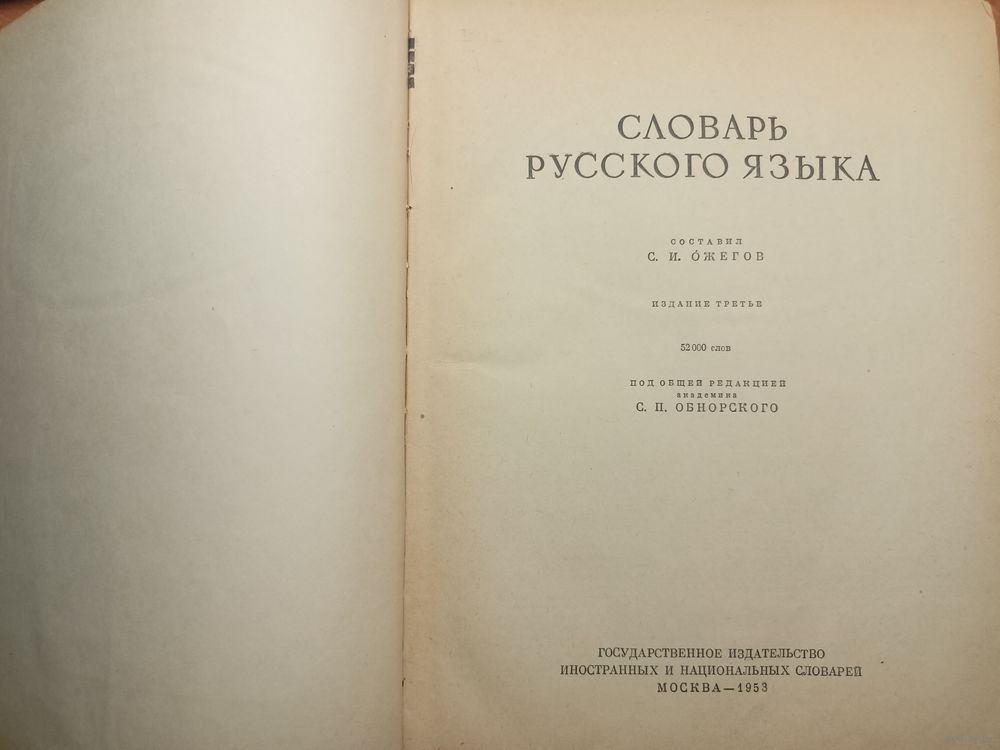 СЛОВАРЬ
РУССКОГО ЯЗЫКА
СОСТАВИЛ
С. И. О́ЖЕГОВ
ИЗДАНИЕ ТРЕТЬЕ
52 000 слов
ПОД ОБЩЕЙ РЕДАКЦИЕЙ
академика
С. П. ОБНОРСКОГО
ГОСУДАРСТВЕННОЕ ИЗДАТЕЛЬСТВО
ИНОСТРАННЫХ И НАЦИОНАЛЬНЫХ СЛОВАРЕЙ
МОСКВА—1953